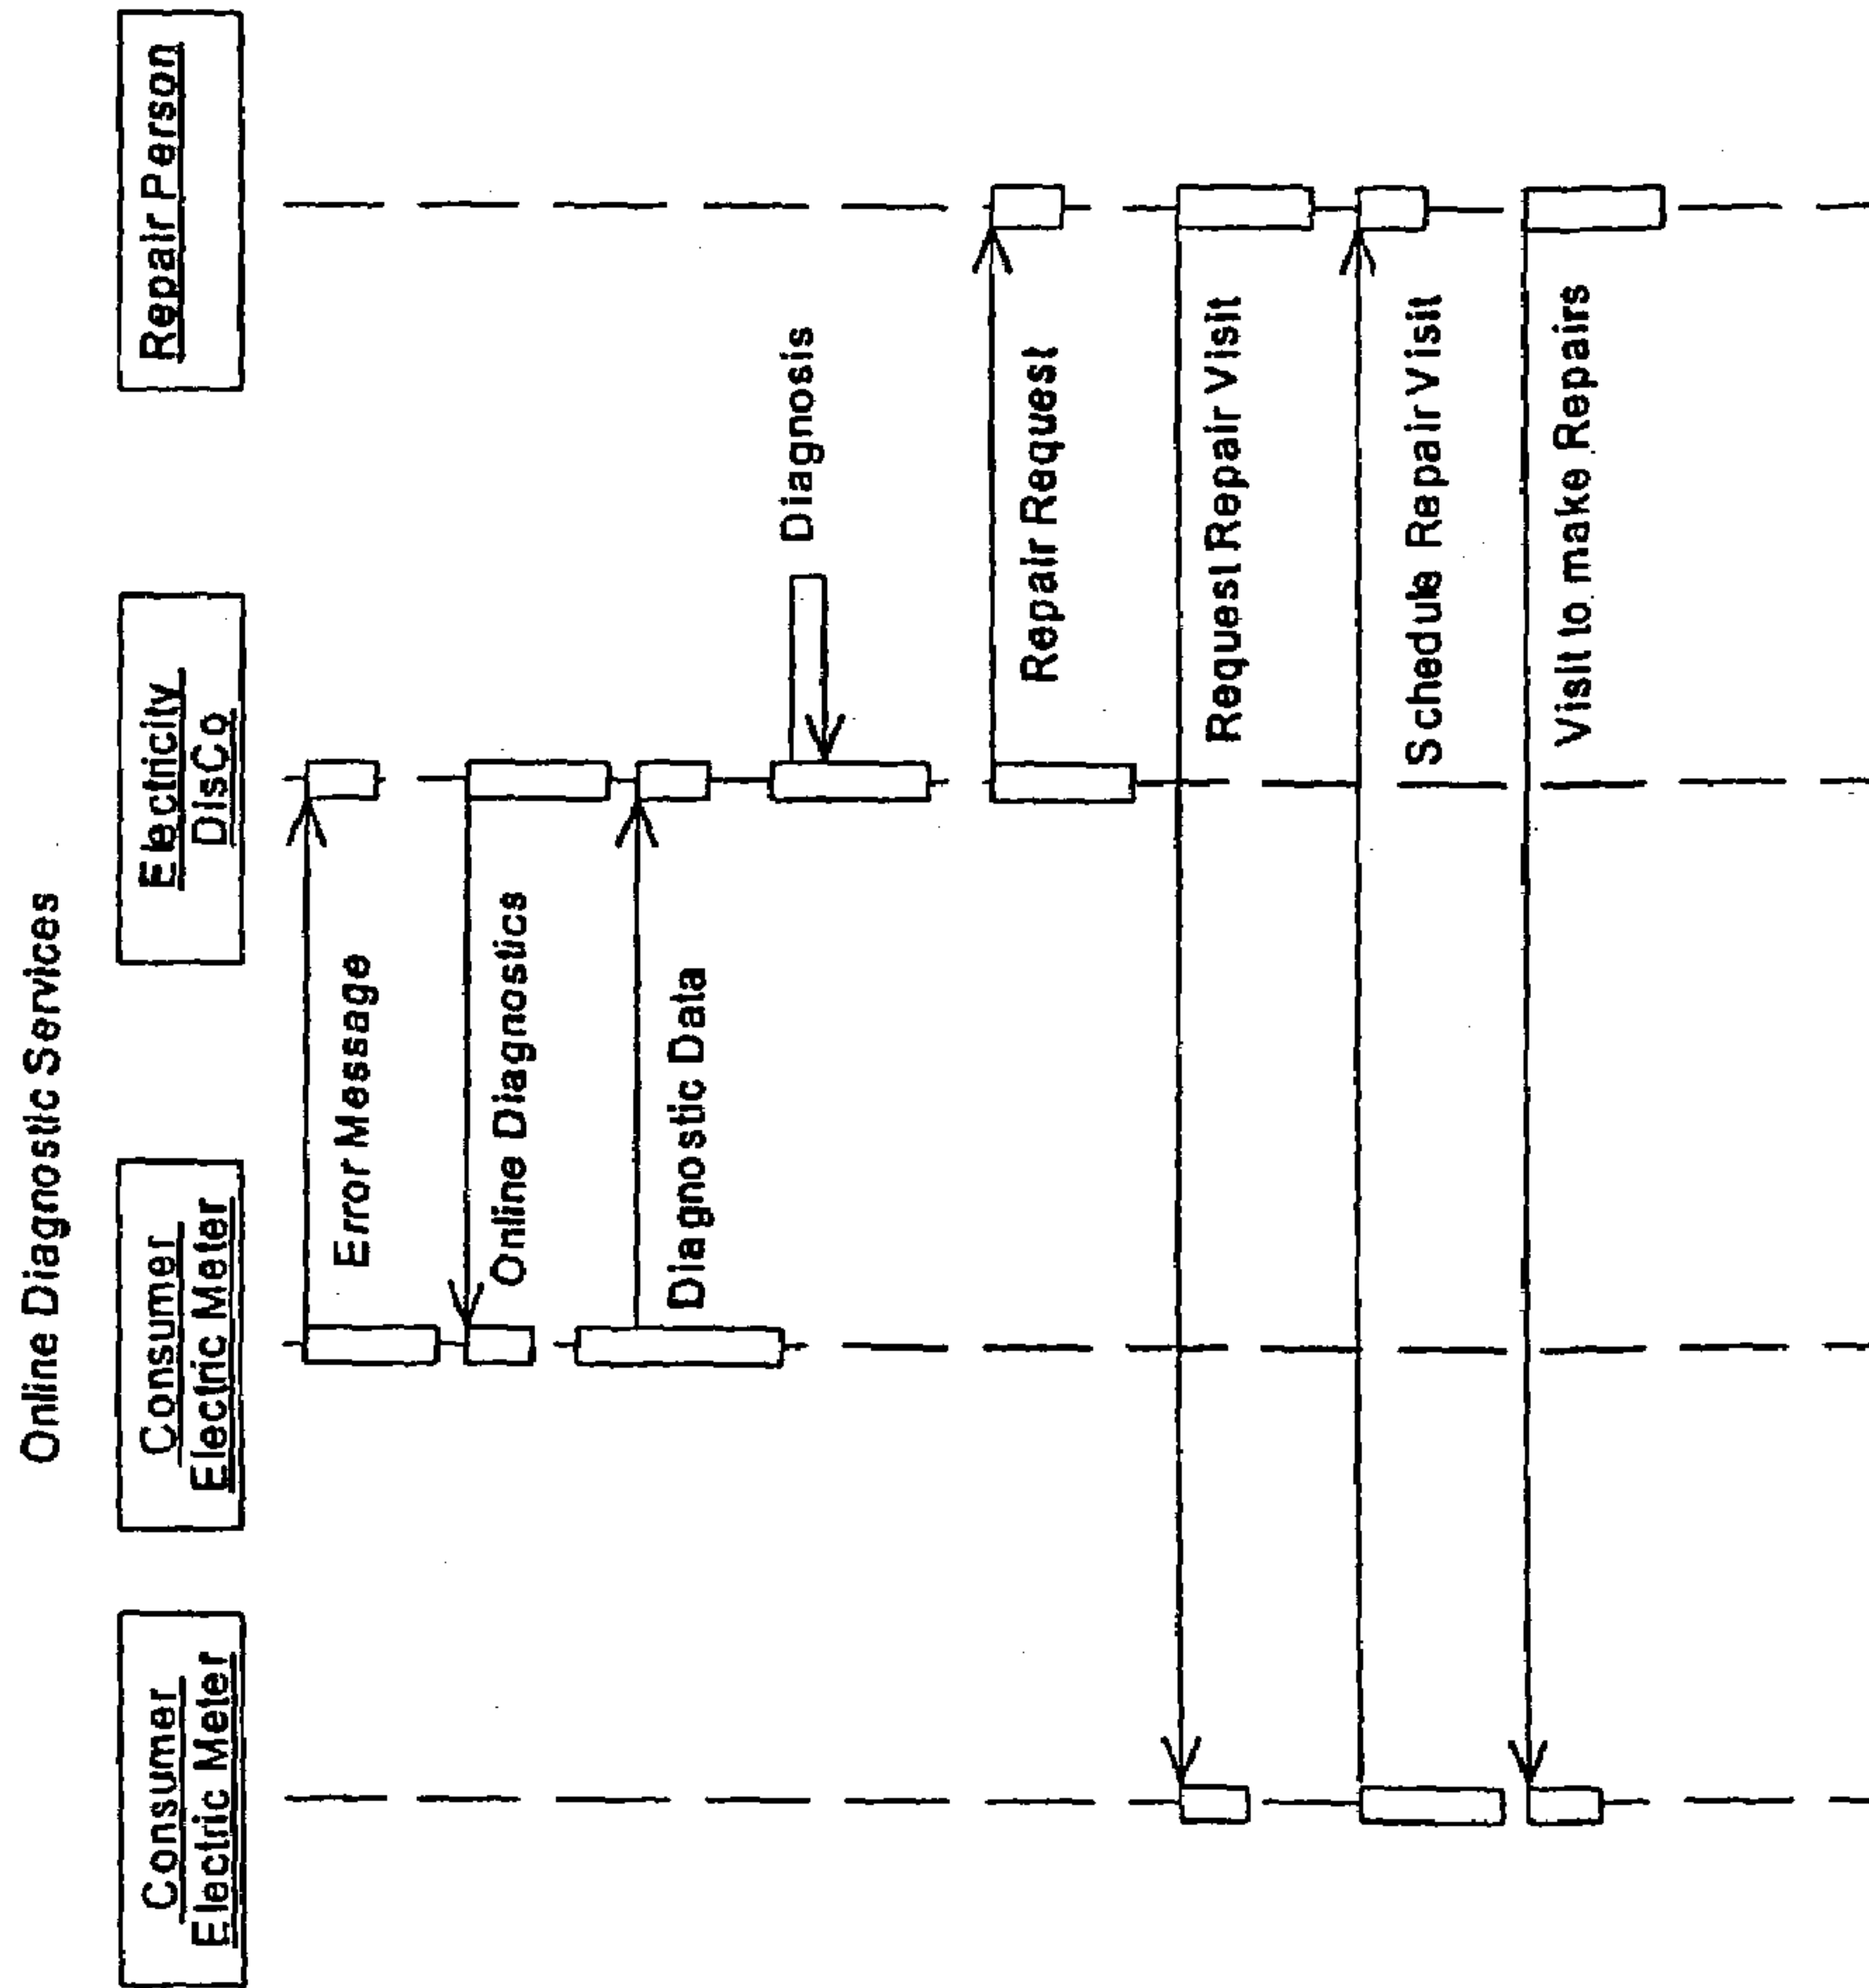 Online Diagnostic Services
Consumer
Electric Meter
Consumer
Electric Meter
Electricity
DisCo
Repair Person
Error Message
Online Diagnostics
Diagnostic Data
Diagnosis
Repair Request
Request Repair Visit
Schedule Repair Visit
Visit to make Repairs